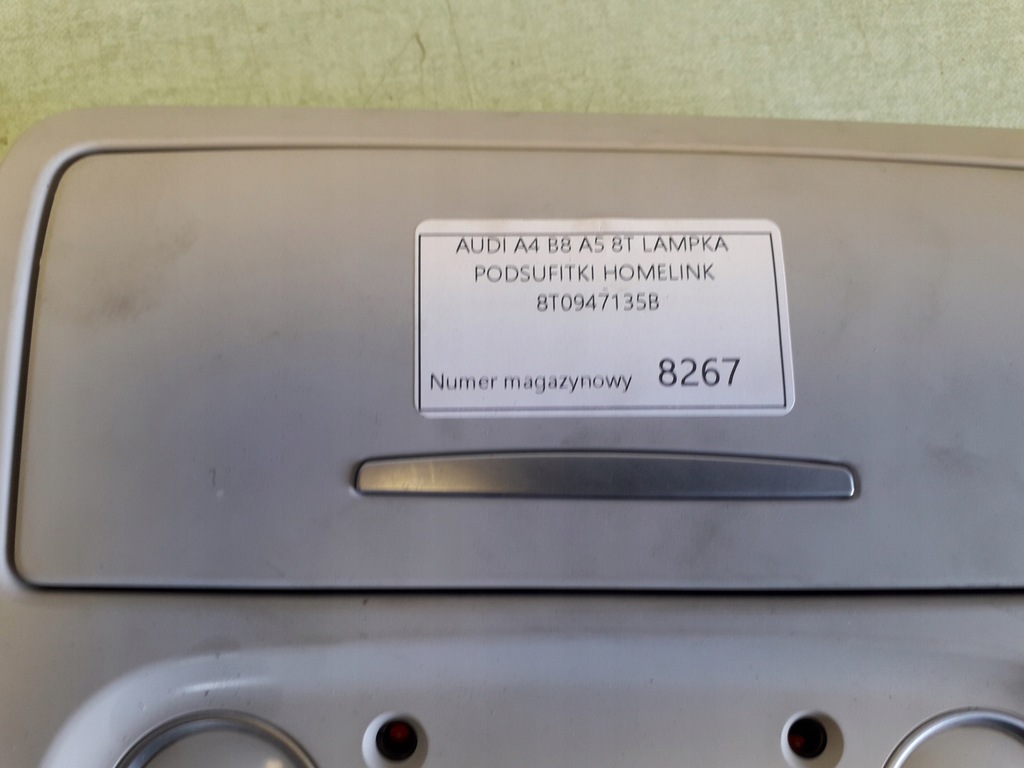 AUDI A4 B8 A5 8T LAMPKA
PODSUFITKI HOMELINK
8T0947135B
Numer magazynowy 8267